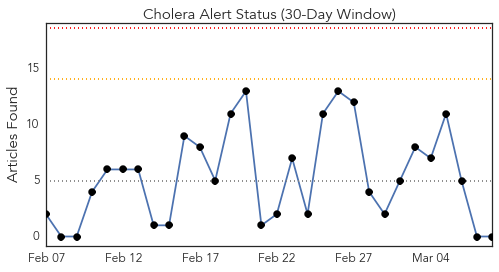 Cholera Alert Status (30-Day Window)
Articles Found
15
10
5
0
Feb 07 Feb 12 Feb 17 Feb 22 Feb 27 Mar 04